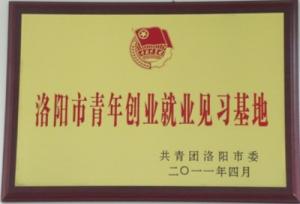 洛阳市青年创业就业见习基地
共青团洛阳市委
二〇一一年四月